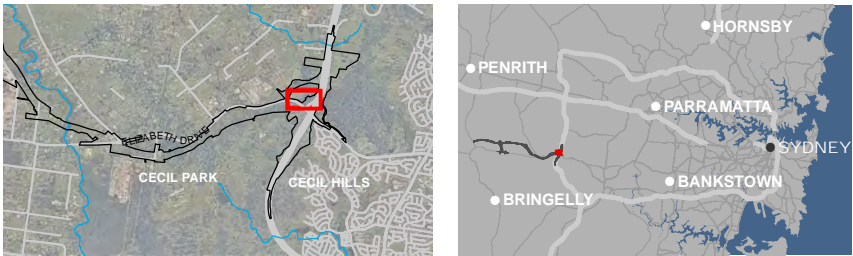 ELIZABETH DRIVE
CECIL PARK
CECIL HILLS
HORNSBY
PENRITH
PARRAMATTA
SYDNEY
BANKSTOWN
BRINGELLY